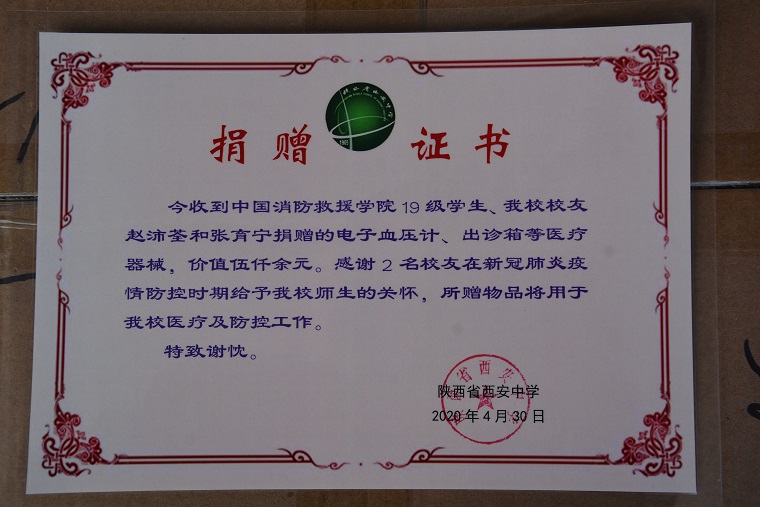 捐赠 证书
1905
今收到中国消防救援学院19级学生、我校校友
赵沛荃和张育宁捐赠的电子血压计、出诊箱等医疗
器械，价值伍仟余元。感谢2名校友在新冠肺炎疫
情防控时期给予我校师生的关怀，所赠物品将用于
我校医疗及防控工作。
特致谢忱。
陕西省西安中学
2020年4月30日